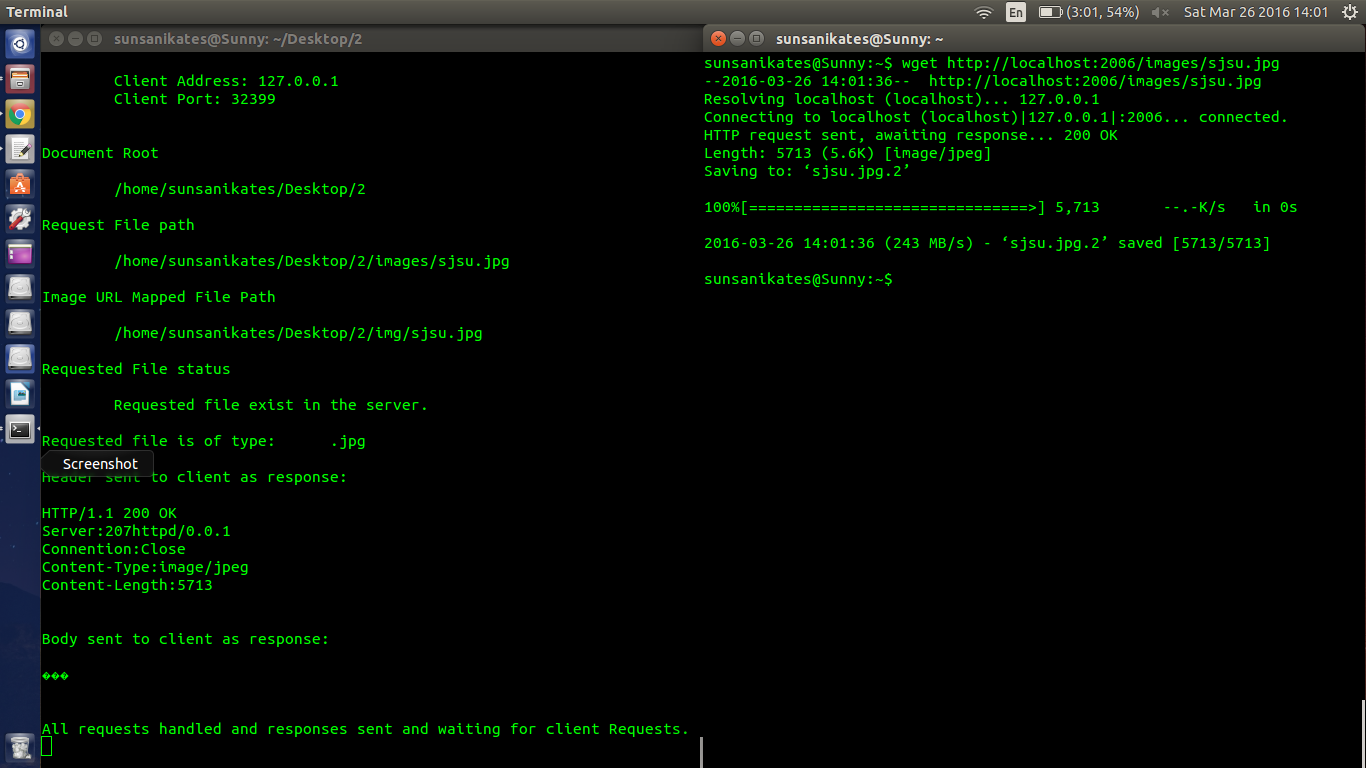 Terminal
En
(3:01, 54%)
Sat Mar 26 2016 14:01
sunsanikates@Sunny: ~/Desktop/2
Client Address: 127.0.0.1
Client Port: 32399
Document Root
/home/sunsanikates/Desktop/2
Request File path
/home/sunsanikates/Desktop/2/images/sjsu.jpg
Image URL Mapped File Path
/home/sunsanikates/Desktop/2/img/sjsu.jpg
Requested File status
Requested file exist in the server.
Requested file is of type: .jpg
Screenshot
Header sent to client as response:
HTTP/1.1 200 OK
Server:207httpd/0.0.1
Connention:Close
Content-Type:image/jpeg
Content-Length:5713
Body sent to client as response:
���
All requests handled and responses sent and waiting for client Requests.
sunsanikates@Sunny: ~
sunsanikates@Sunny:~$ wget http://localhost:2006/images/sjsu.jpg
--2016-03-26 14:01:36--  http://localhost:2006/images/sjsu.jpg
Resolving localhost (localhost)... 127.0.0.1
Connecting to localhost (localhost)|127.0.0.1|:2006... connected.
HTTP request sent, awaiting response... 200 OK
Length: 5713 (5.6K) [image/jpeg]
Saving to: ‘sjsu.jpg.2’
100%[===============================>] 5,713       --.-K/s   in 0s
2016-03-26 14:01:36 (243 MB/s) - ‘sjsu.jpg.2’ saved [5713/5713]
sunsanikates@Sunny:~$